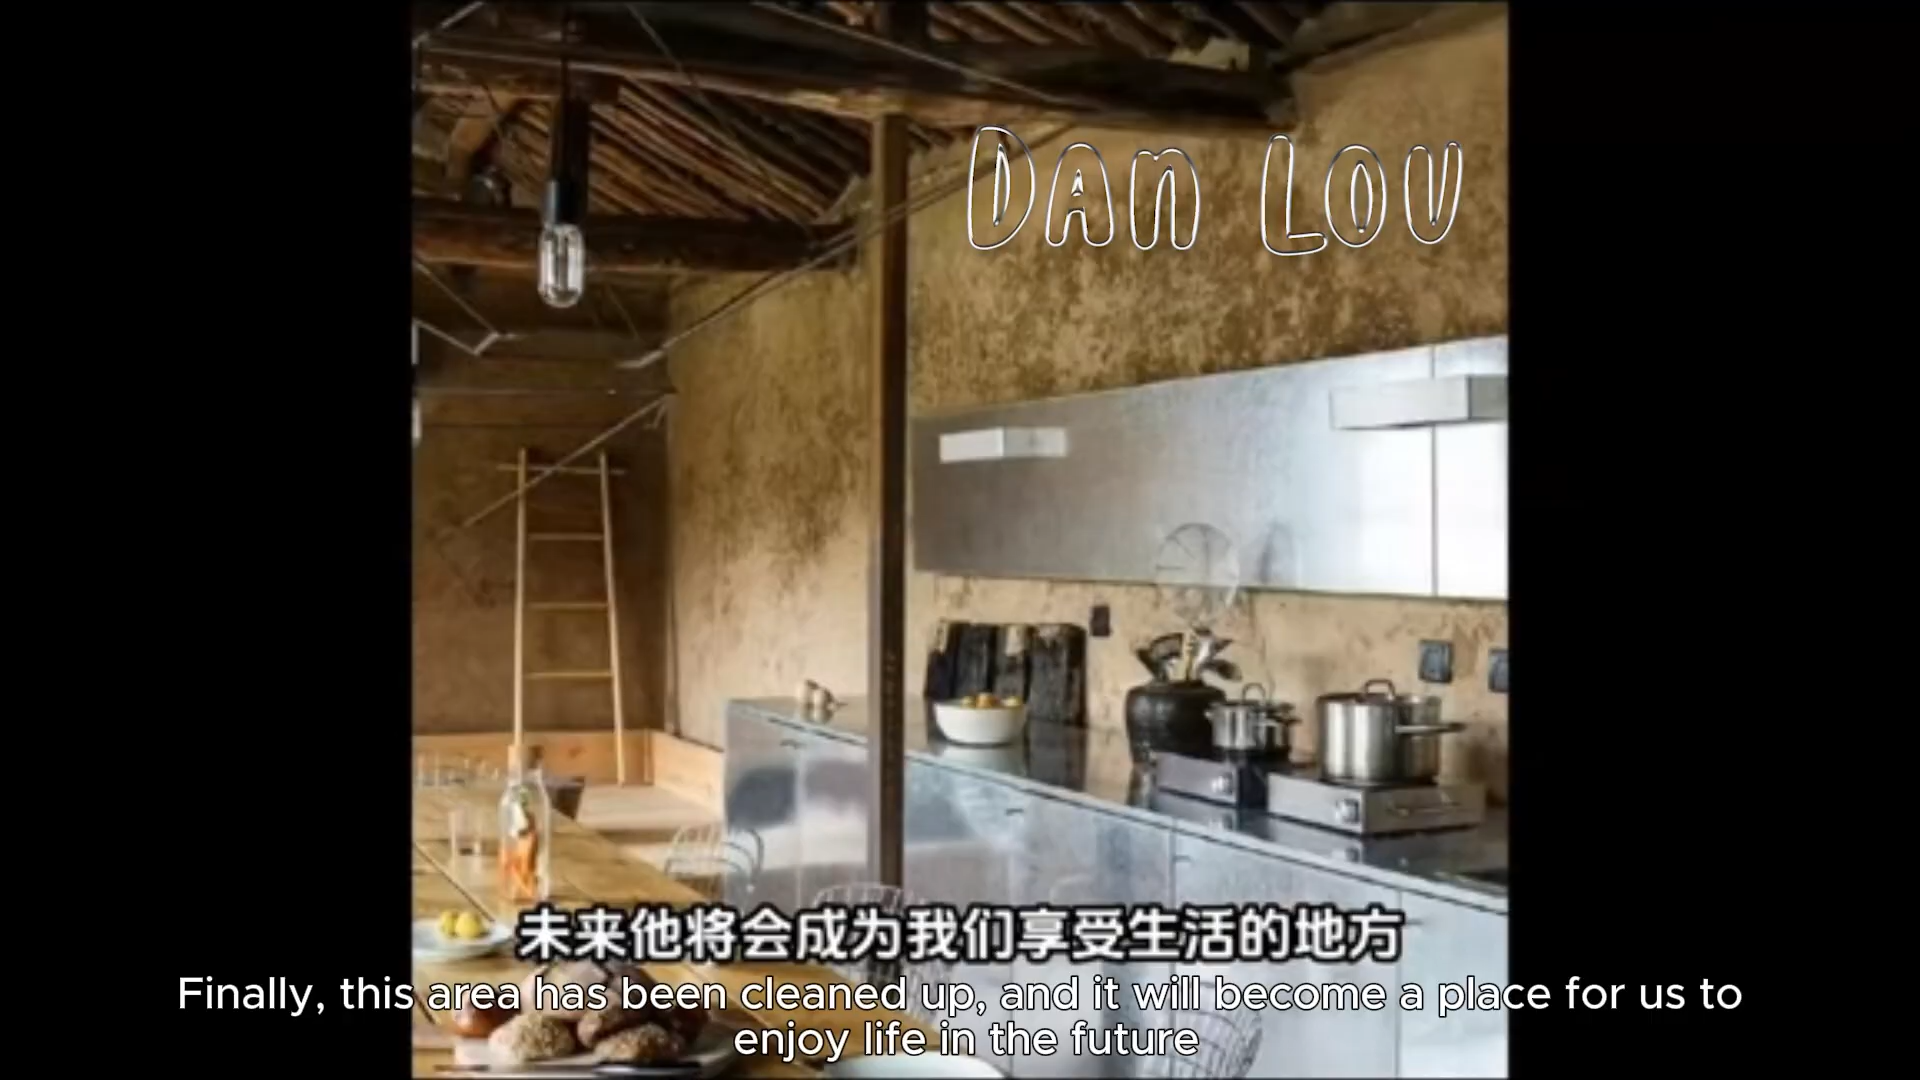 Dan Lou
未来他将会成为我们享受生活的地方
Finally, this area has been cleaned up, and it will become a place for us to
enjoy life in the future